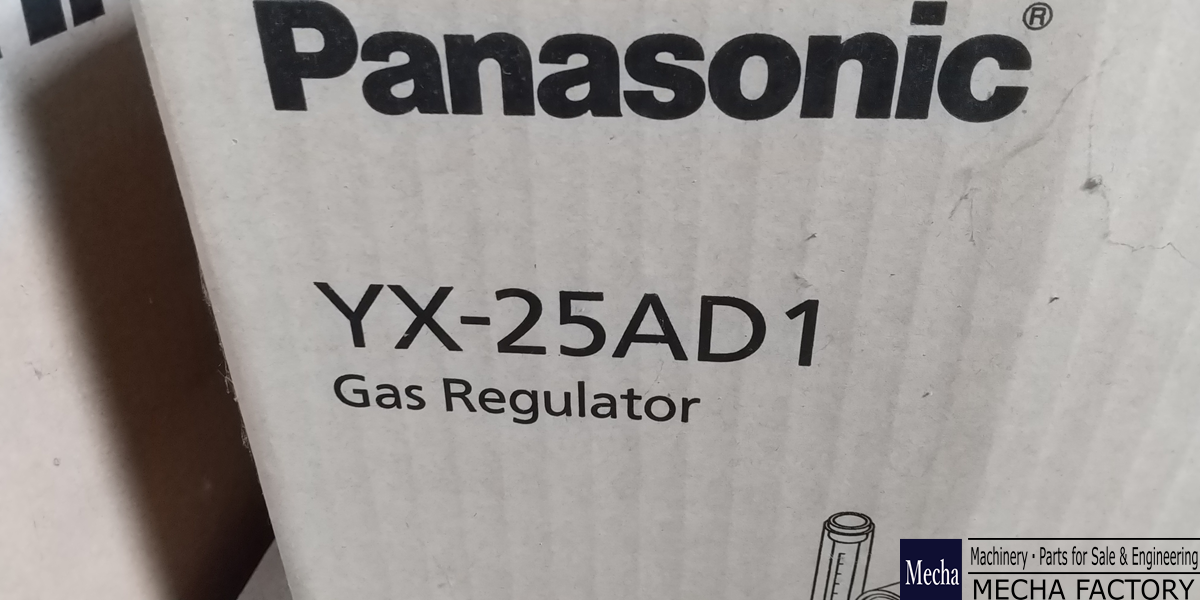 Panasonic®
YX-25AD1
Gas Regulator
Mecha
Machinery · Parts for Sale & Engineering
MECHA FACTORY